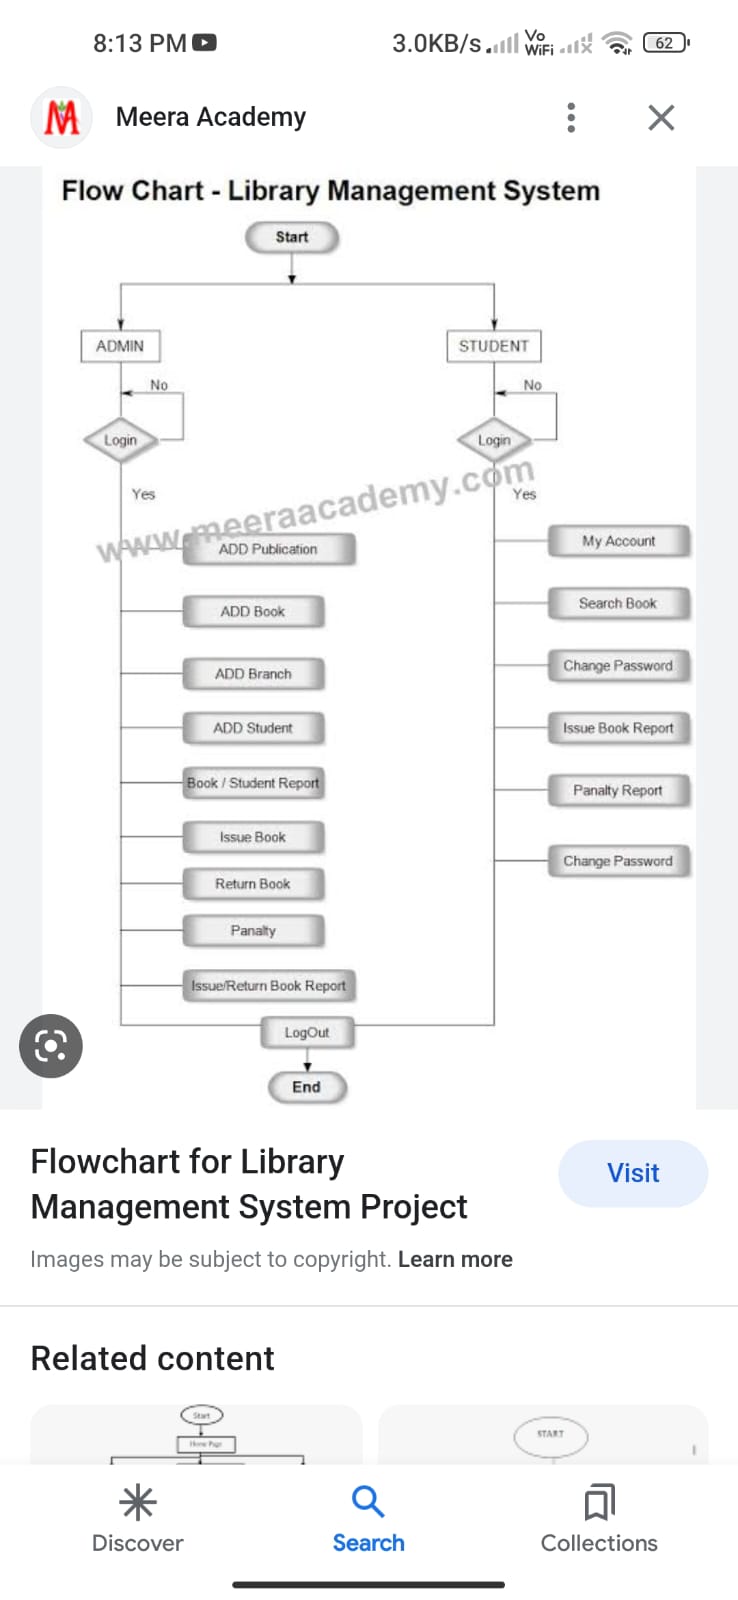 8:13 PM
3.0KB/s
Vo
WiFi
62
Meera Academy
Flow Chart - Library Management System
Start
ADMIN
STUDENT
No
No
Login
Login
Yes
Yes
www.meeraacademy.com
ADD Publication
My Account
ADD Book
Search Book
ADD Branch
Change Password
ADD Student
Issue Book Report
Book / Student Report
Panalty Report
Issue Book
Change Password
Return Book
Panalty
Issue/Return Book Report
LogOut
End
Flowchart for Library
Management System Project
Visit
Images may be subject to copyright. Learn more
Related content
Start
Home Page
START
Discover
Search
Collections